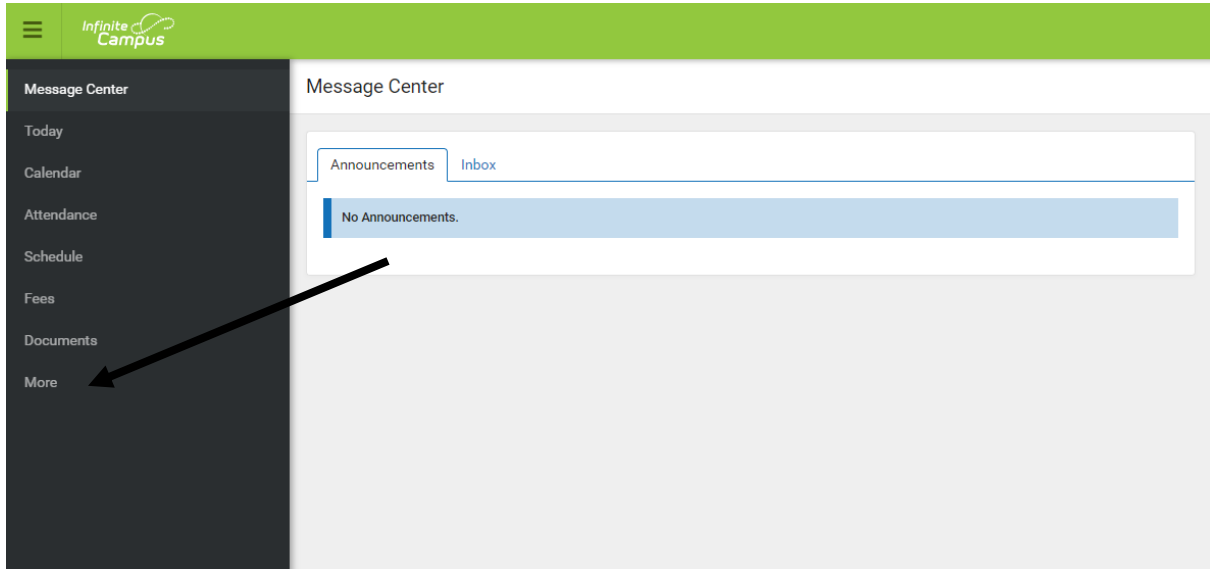 Infinite
Campus
Message Center
Today
Calendar
Attendance
Schedule
Fees
Documents
More
Message Center
Announcements Inbox
No Announcements.